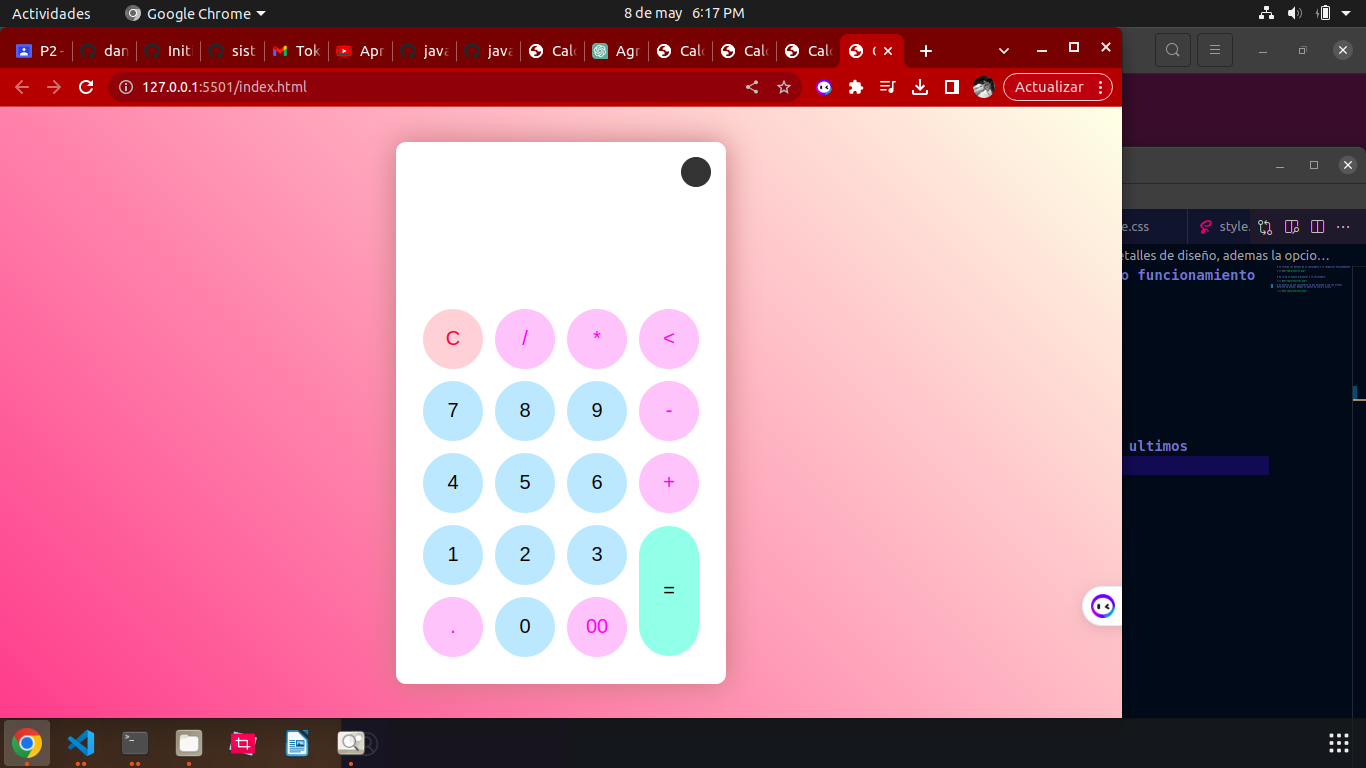 Actividades Google Chrome 8 de may 6:17 PM
P2 - dan Initi sist Tok Apr java java Calc Agr Calc Calc Calc C
127.0.0.1:5501/index.html Actualizar
e.css style.
etalles de diseño, ademas la opcio…
o funcionamiento
ultimos
C / * <
7 8 9 -
4 5 6 +
1 2 3 =
. 0 00